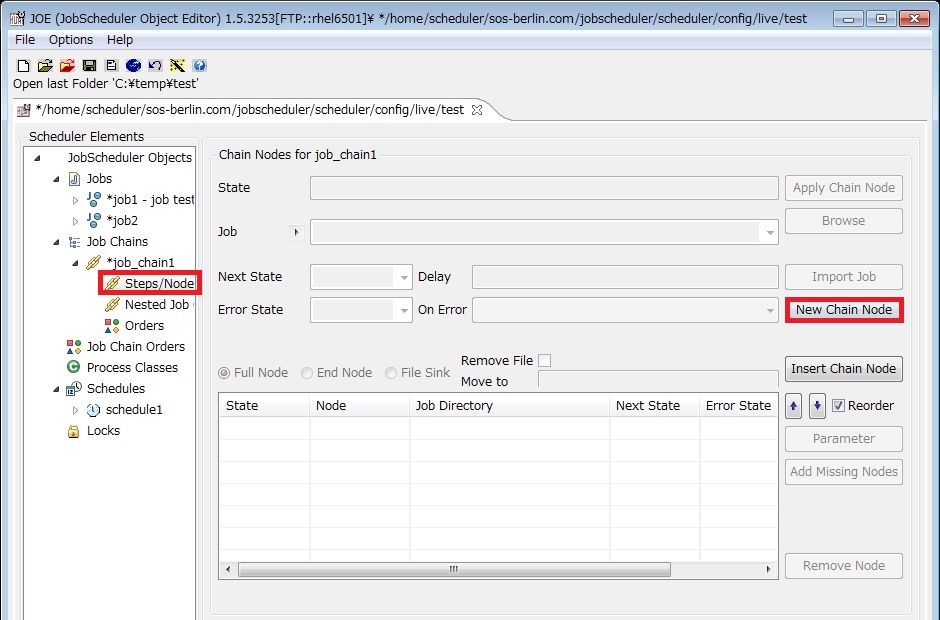 JOE (JobScheduler Object Editor) 1.5.3253[FTP::rhel6501]¥ */home/scheduler/sos-berlin.com/jobscheduler/scheduler/config/live/test
File Options Help
Open last Folder 'C:¥temp¥test'
*/home/scheduler/sos-berlin.com/jobscheduler/scheduler/config/live/test
Scheduler Elements
JobScheduler Objects
Jobs
*job1 - job test
*job2
Job Chains
*job_chain1
Steps/Node
Nested Job
Orders
Job Chain Orders
Process Classes
Schedules
schedule1
Locks
Chain Nodes for job_chain1
State Apply Chain Node
Browse
Job
Next State Delay Import Job
Error State On Error New Chain Node
Remove File
Full Node End Node File Sink Move to Insert Chain Node
State Node Job Directory Next State Error State
Reorder
Parameter
Add Missing Nodes
Remove Node